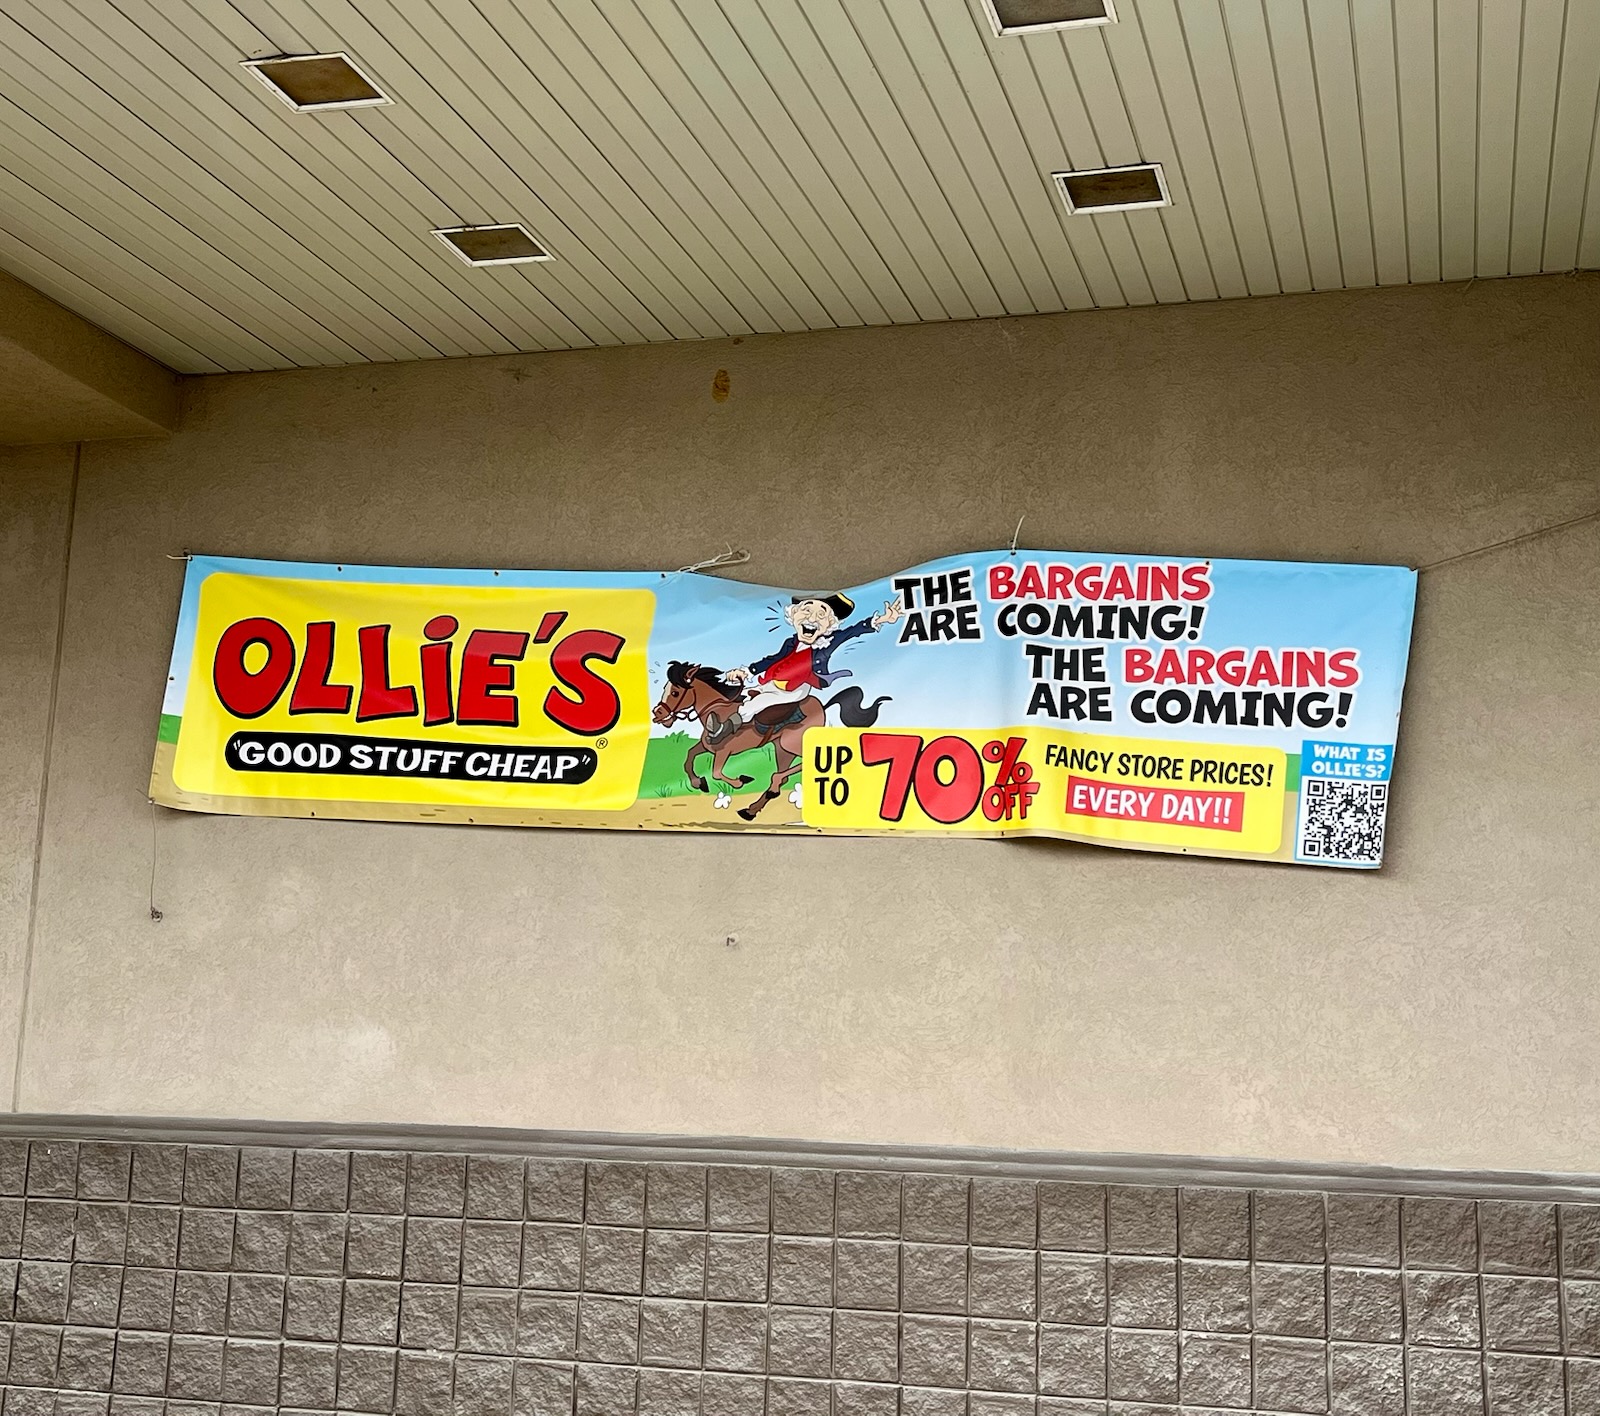 OLLiE'S®
"GOOD STUFF CHEAP"
THE BARGAINS
ARE COMING!
THE BARGAINS
ARE COMING!
UP
TO
70%
OFF
FANCY STORE PRICES!
EVERY DAY!!
WHAT IS
OLLIE'S?